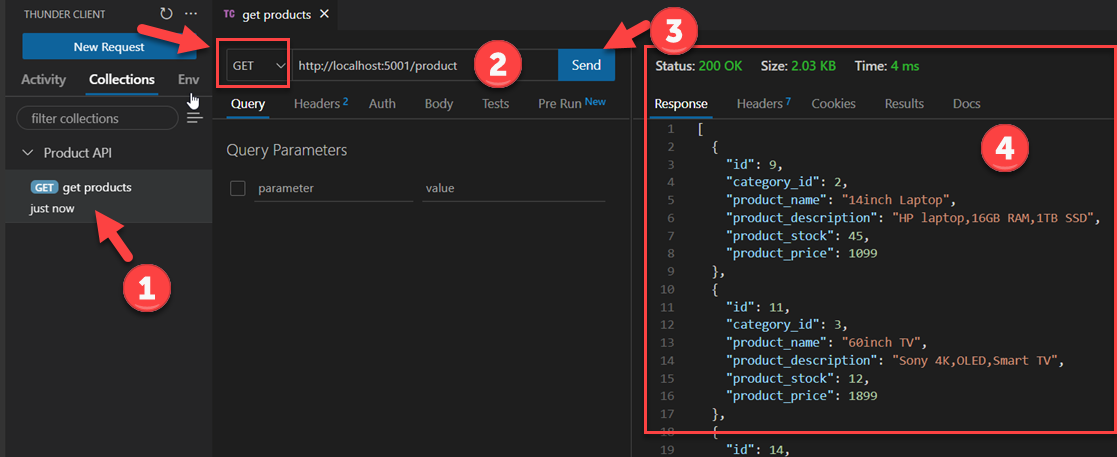 THUNDER CLIENT
New Request
Activity Collections Env
filter collections
Product API
GET get products
just now
1
TC get products
GET http://localhost:5001/product 2 Send
3
Query Headers 2 Auth Body Tests Pre Run New
Query Parameters
parameter value
Status: 200 OK Size: 2.03 KB Time: 4 ms
Response Headers 7 Cookies Results Docs
4
1 [
2 {
3 "id": 9,
4 "category_id": 2,
5 "product_name": "14inch Laptop",
6 "product_description": "HP laptop,16GB RAM,1TB SSD",
7 "product_stock": 45,
8 "product_price": 1099
9 },
10 {
11 "id": 11,
12 "category_id": 3,
13 "product_name": "60inch TV",
14 "product_description": "Sony 4K,OLED,Smart TV",
15 "product_stock": 12,
16 "product_price": 1899
17 },
18 {
19 "id": 14,